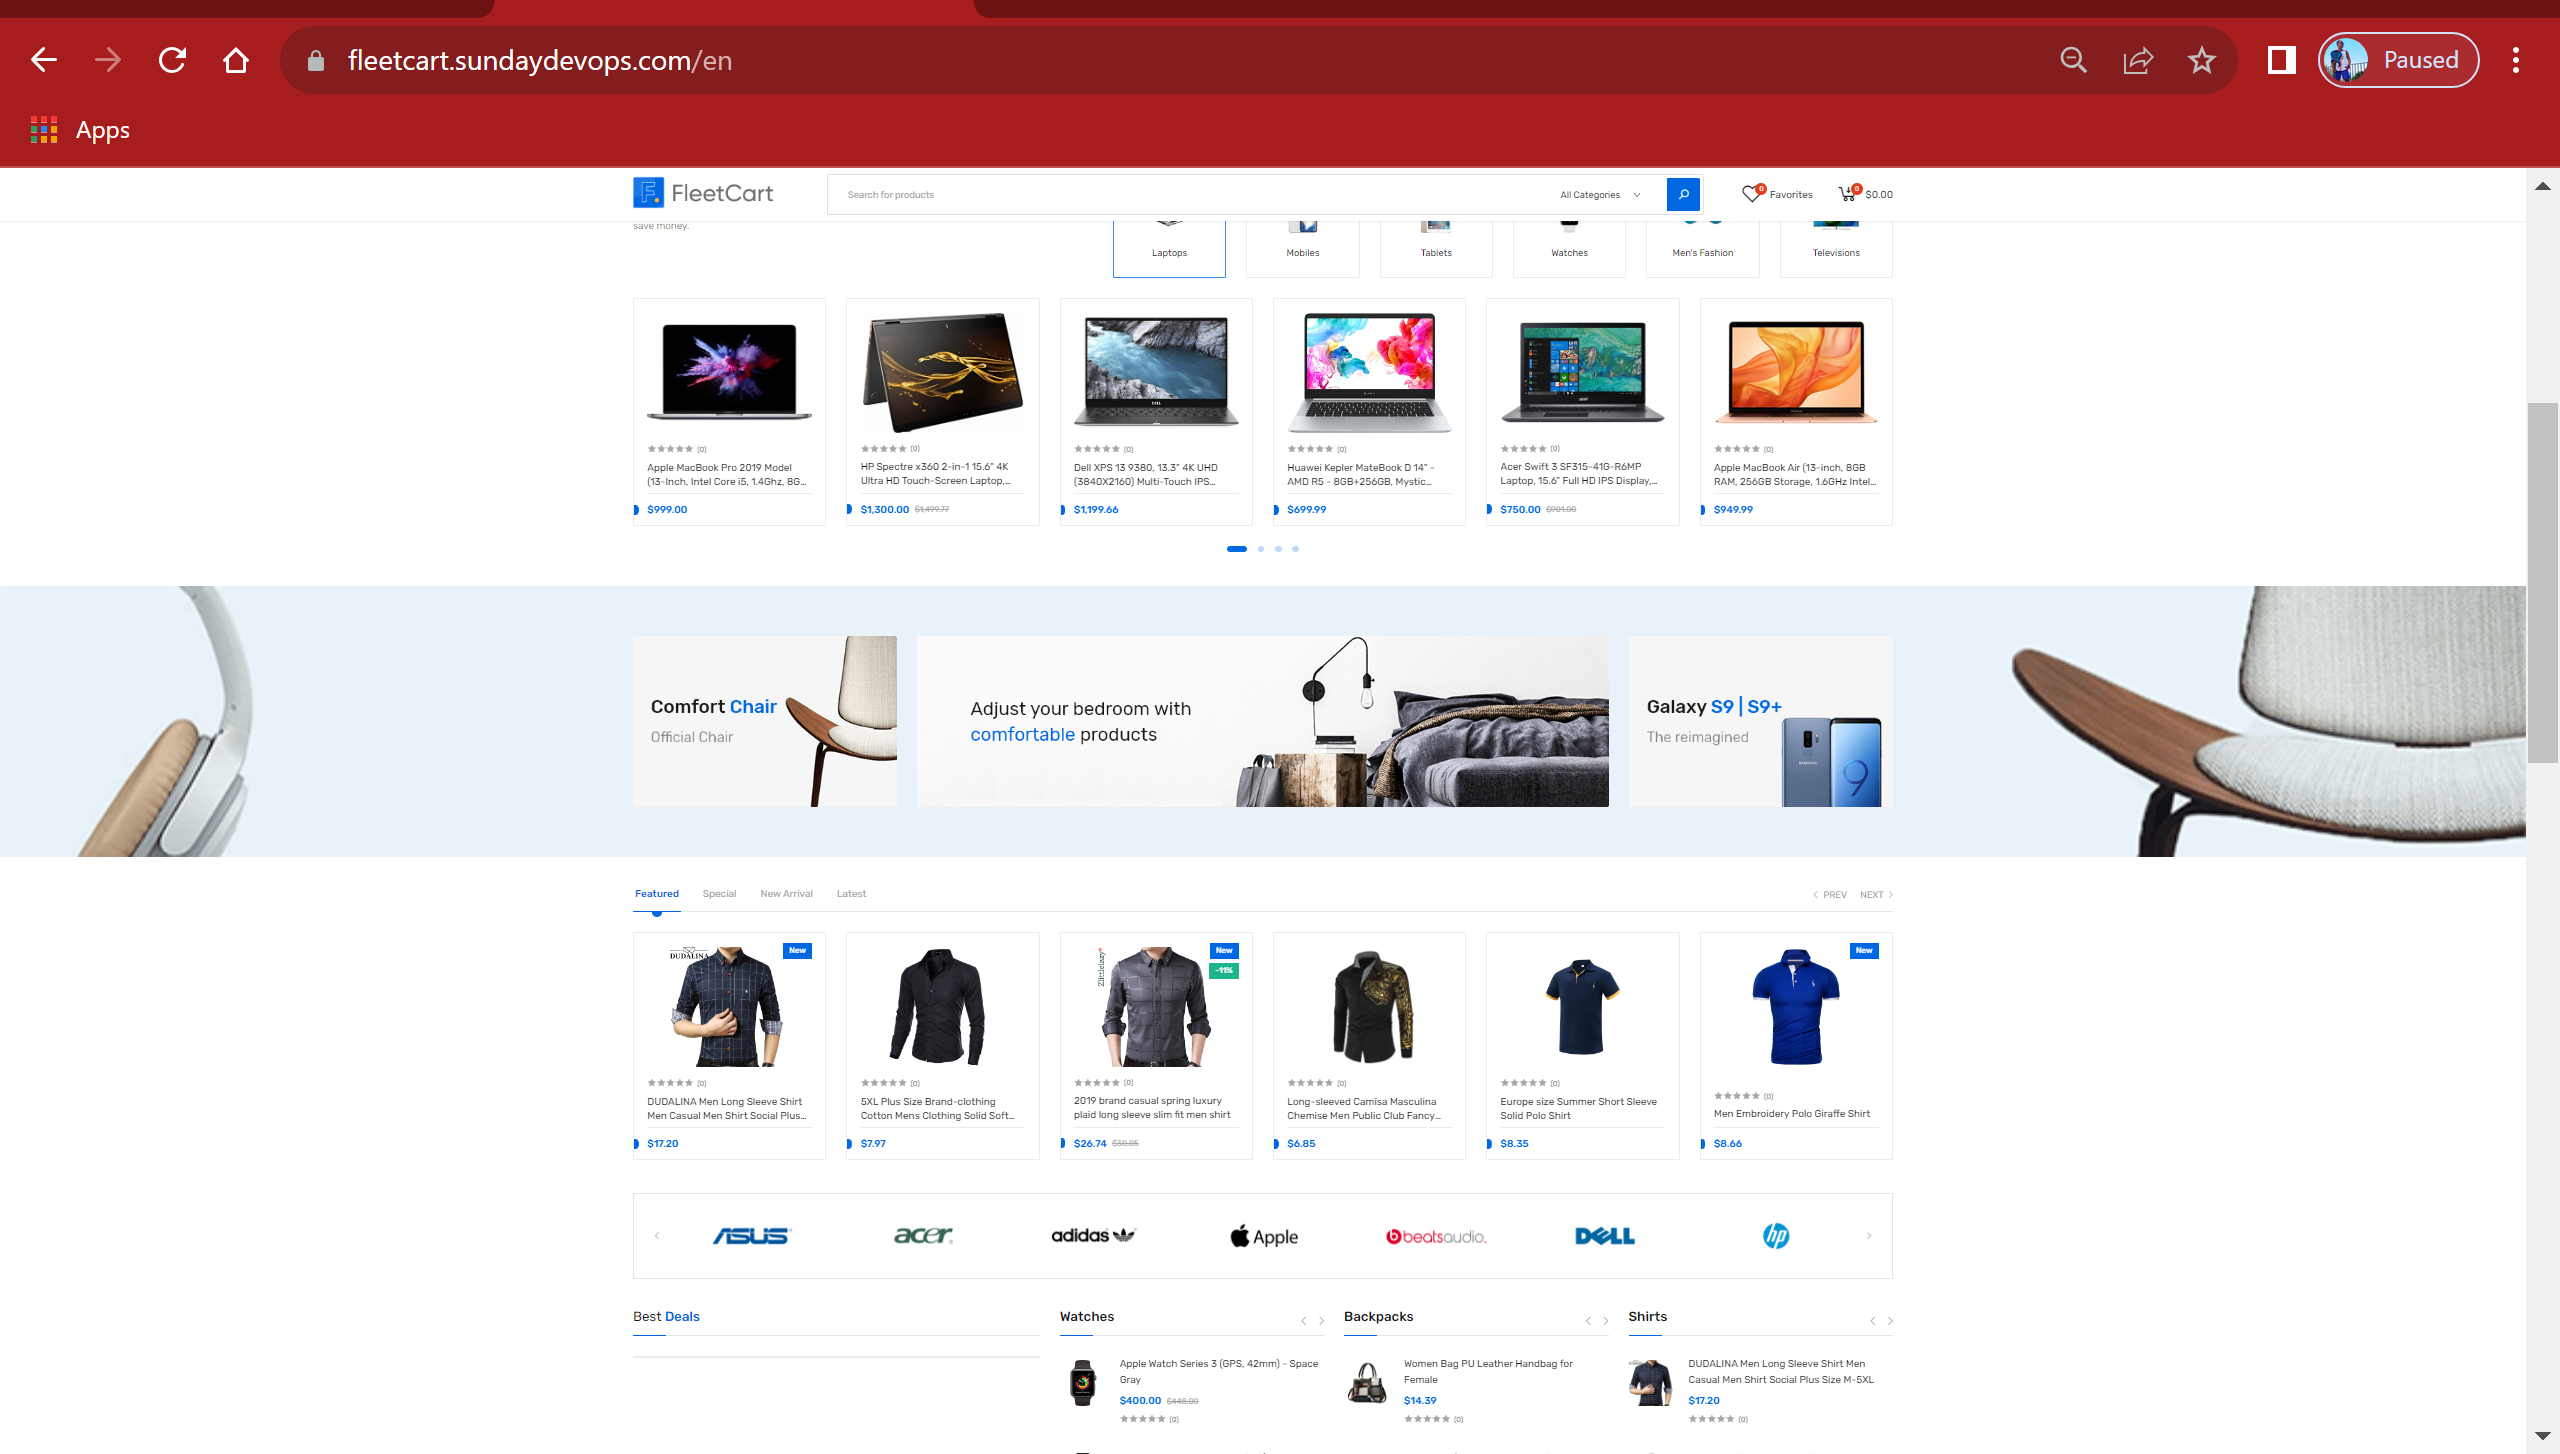 fleetcart.sundaydevops.com/en
Paused
Apps
FleetCart
Search for products
All Categories
0
Favorites
0
$0.00
save money.
Laptops
Mobiles
Tablets
Watches
Men's Fashion
Televisions
(0)
Apple MacBook Pro 2019 Model
(13-Inch, Intel Core i5, 1.4Ghz, 8G...
$999.00
(0)
HP Spectre x360 2-in-1 15.6" 4K
Ultra HD Touch-Screen Laptop,...
$1,300.00 $1,499.77
(0)
Dell XPS 13 9380, 13.3" 4K UHD
(3840X2160) Multi-Touch IPS...
$1,199.66
(0)
Huawei Kepler MateBook D 14" -
AMD R5 - 8GB+256GB, Mystic...
$699.99
(0)
Acer Swift 3 SF315-41G-R6MP
Laptop, 15.6" Full HD IPS Display,...
$750.00 $901.00
(0)
Apple MacBook Air (13-inch, 8GB
RAM, 256GB Storage, 1.6GHz Intel...
$949.99
Comfort Chair
Official Chair
Adjust your bedroom with
comfortable products
Galaxy S9 | S9+
The reimagined
SAMSUNG
9
Featured
Special
New Arrival
Latest
PREV
NEXT
DUDALINA
New
(0)
DUDALINA Men Long Sleeve Shirt
Men Casual Men Shirt Social Plus...
$17.20
(0)
5XL Plus Size Brand-clothing
Cotton Mens Clothing Solid Soft...
$7.97
New
-11%
(0)
2019 brand casual spring luxury
plaid long sleeve slim fit men shirt
$26.74 $30.05
(0)
Long-sleeved Camisa Masculina
Chemise Men Public Club Fancy...
$6.85
(0)
Europe size Summer Short Sleeve
Solid Polo Shirt
$8.35
New
(0)
Men Embroidery Polo Giraffe Shirt
$8.66
ASUS
acer
adidas
Apple
beatsaudio.
DELL
hp
Best Deals
Watches
Apple Watch Series 3 (GPS, 42mm) - Space
Gray
$400.00 $448.00
(0)
Backpacks
Women Bag PU Leather Handbag for
Female
$14.39
(0)
Shirts
DUDALINA Men Long Sleeve Shirt Men
Casual Men Shirt Social Plus Size M-5XL
$17.20
(0)